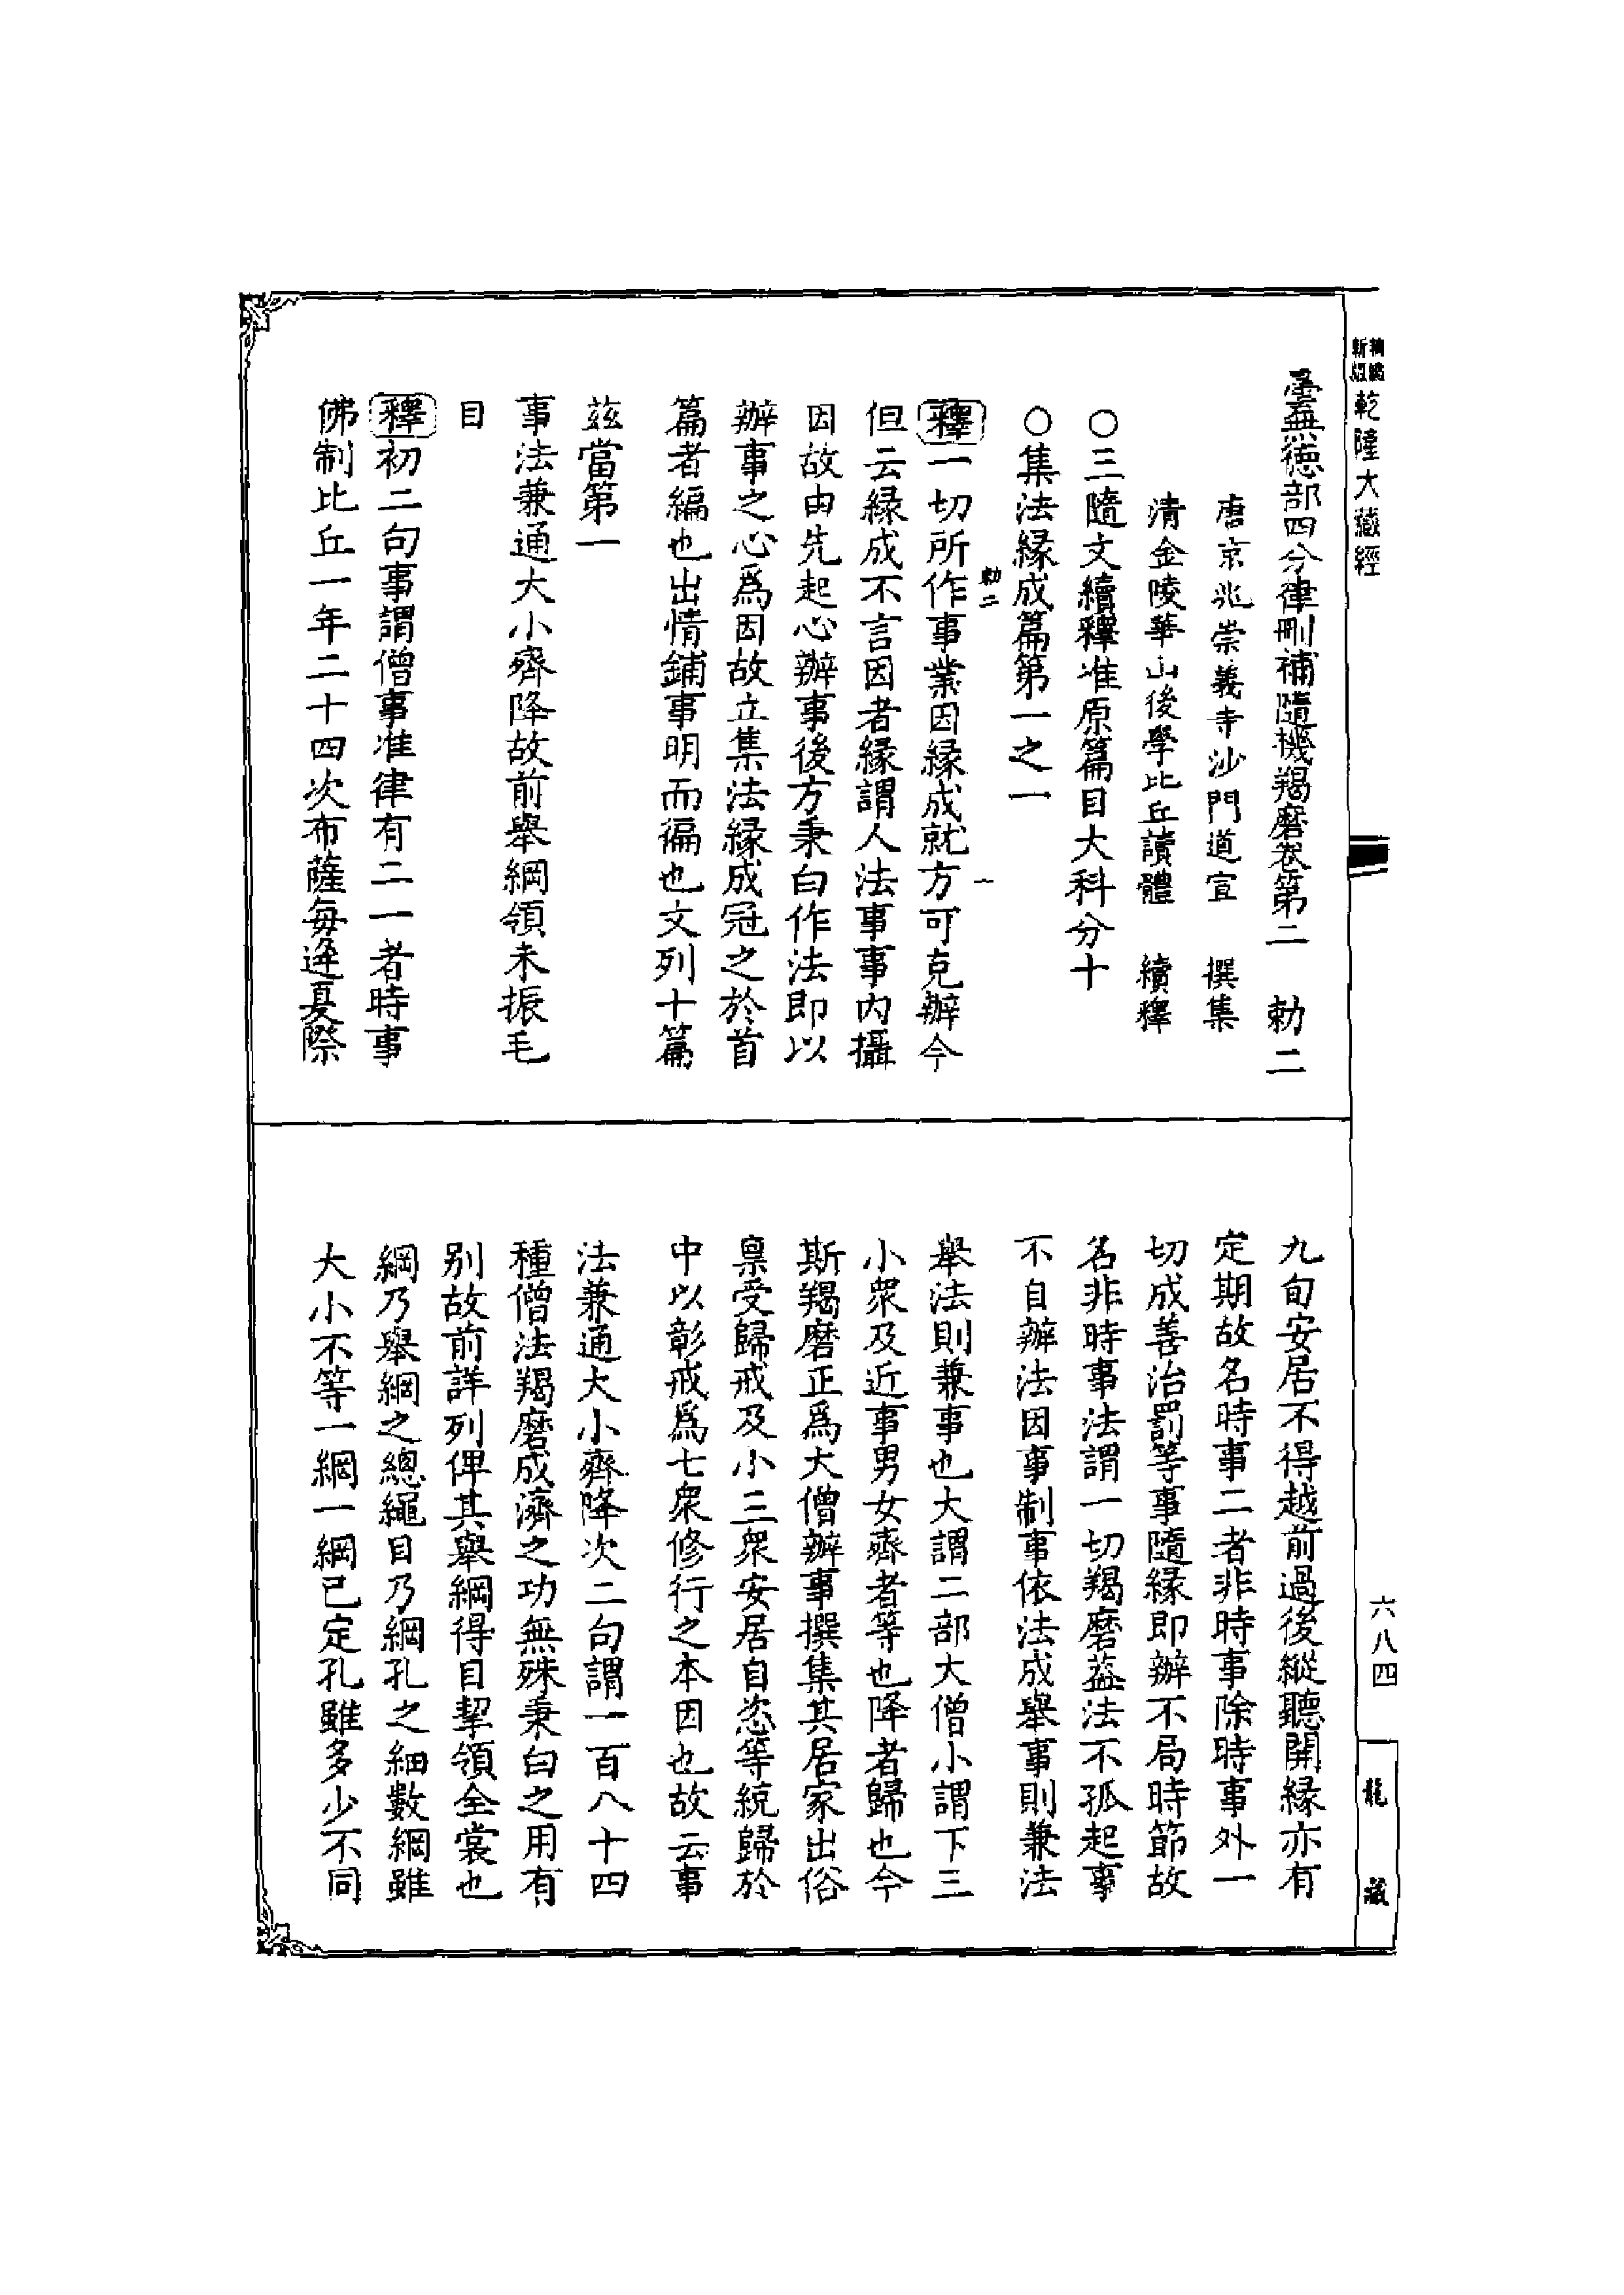 曇無德部四分律刪補隨機羯磨卷第二　勅二
唐京兆崇義寺沙門道宣　撰集
清金陵華山後學比丘讀體　續釋
○三隨文續釋准原篇目大科分十
○集法緣成篇第一之一
勅二　一
釋一切所作事業因緣成就方可克辦今
但云緣成不言因者緣謂人法事事內攝
因故由先起心辦事後方秉白作法即以
辦事之心爲因故立集法緣成冠之於首
篇者編也出情鋪事明而徧也文列十篇
茲當第一
事法兼通大小齊降故前舉綱領未振毛
目
釋初二句事謂僧事准律有二一者時事
佛制比丘一年二十四次布薩每逢夏際
九旬安居不得越前過後縱聽開緣亦有
定期故名時事二者非時事除時事外一
切成善治罰等事隨緣即辦不局時節故
名非時事法謂一切羯磨蓋法不孤起事
不自辦法因事制事依法成舉事則兼法
舉法則兼事也大謂二部大僧小謂下三
小衆及近事男女齊者等也降者歸也今
斯羯磨正爲大僧辦事撰集其居家出俗
稟受歸戒及小三衆安居自恣等統歸於
中以彰戒爲七衆修行之本因也故云事
法兼通大小齊降次二句謂一百八十四
種僧法羯磨成濟之功無殊秉白之用有
別故前詳列俾其舉綱得目挈領全裳也
綱乃舉綱之總繩目乃綱孔之細數綱雖
大小不等一綱一綱已定孔雖多少不同
新編縮本乾隆大藏經
六八四
龍藏